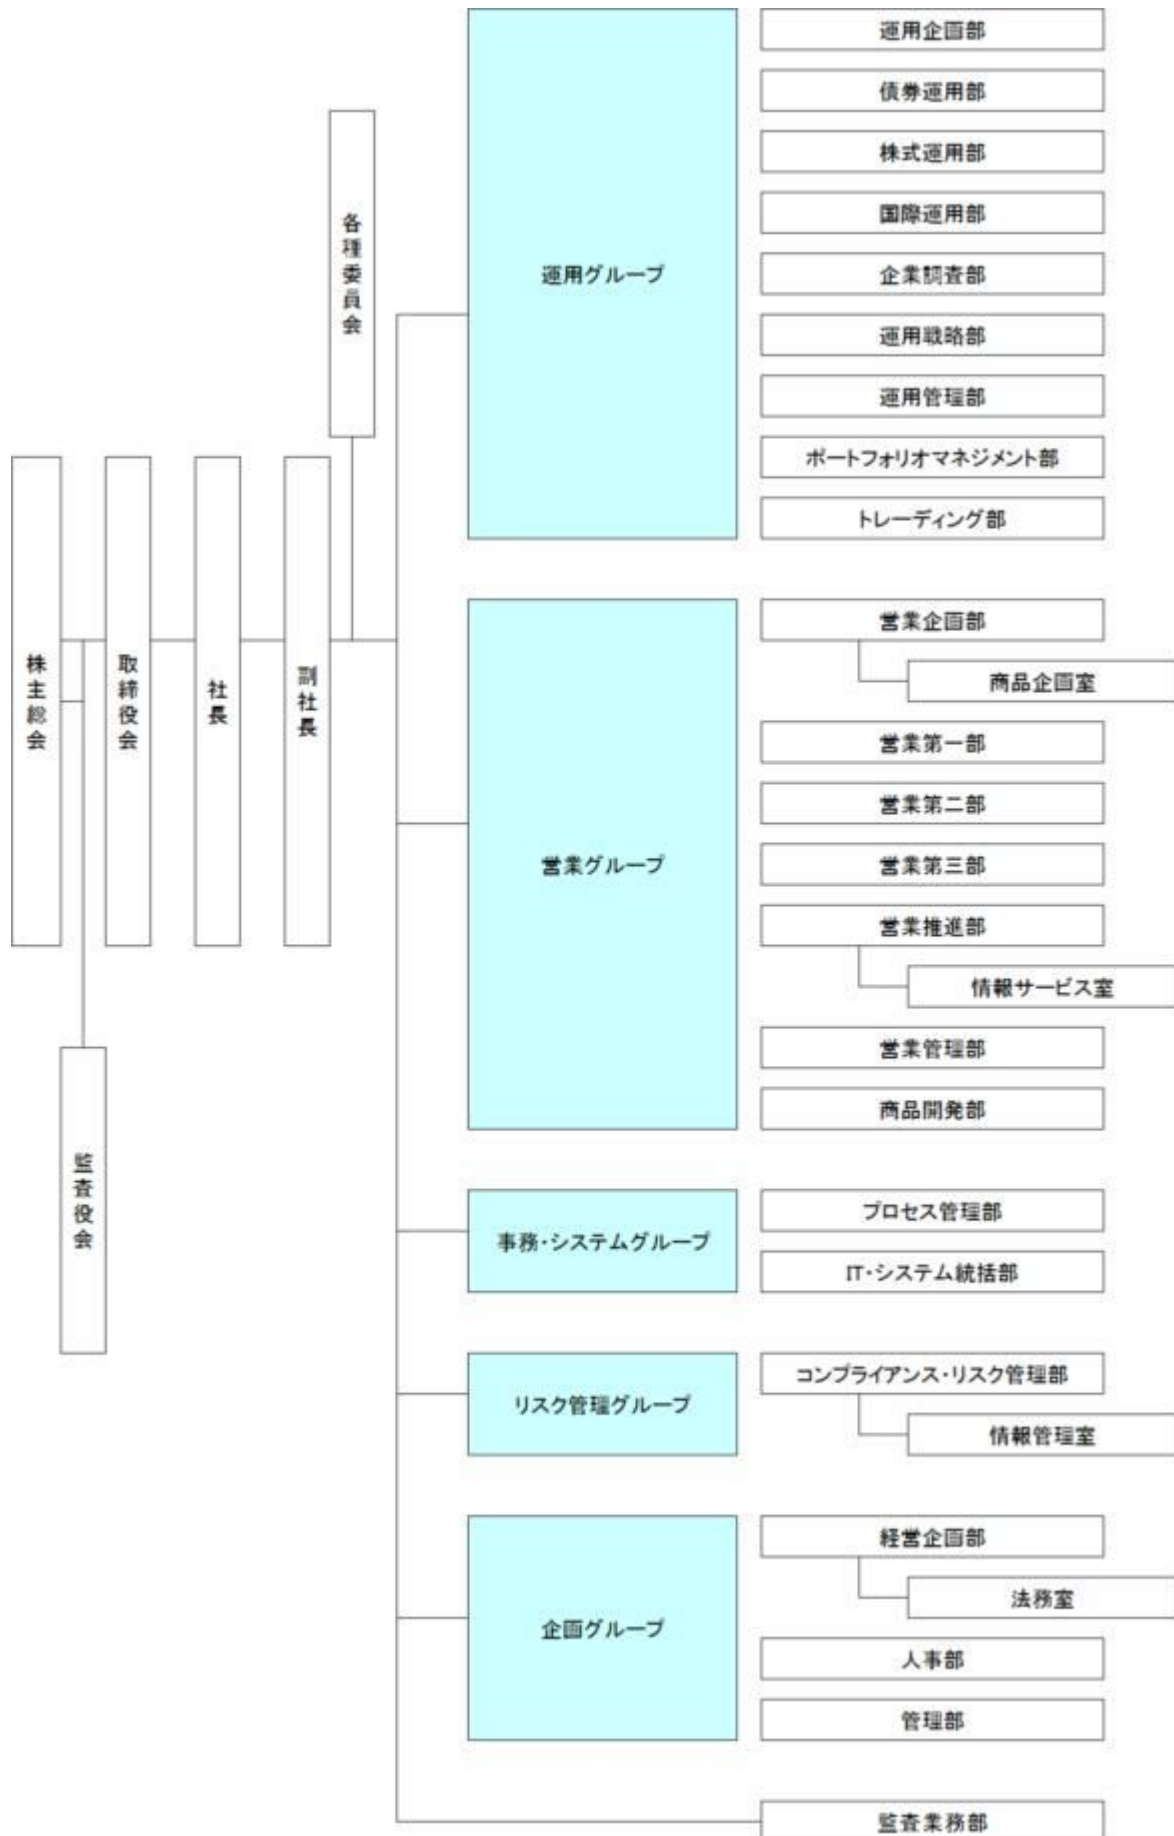 株主総会
監査役会
取締役会
社長
副社長
各種委員会
運用グループ
運用企画部
債券運用部
株式運用部
国際運用部
企業調査部
運用戦略部
運用管理部
ポートフォリオマネジメント部
トレーディング部
営業グループ
営業企画部
商品企画室
営業第一部
営業第二部
営業第三部
営業推進部
情報サービス室
営業管理部
商品開発部
事務・システムグループ
プロセス管理部
IT・システム統括部
リスク管理グループ
コンプライアンス・リスク管理部
情報管理室
企画グループ
経営企画部
法務室
人事部
管理部
監査業務部